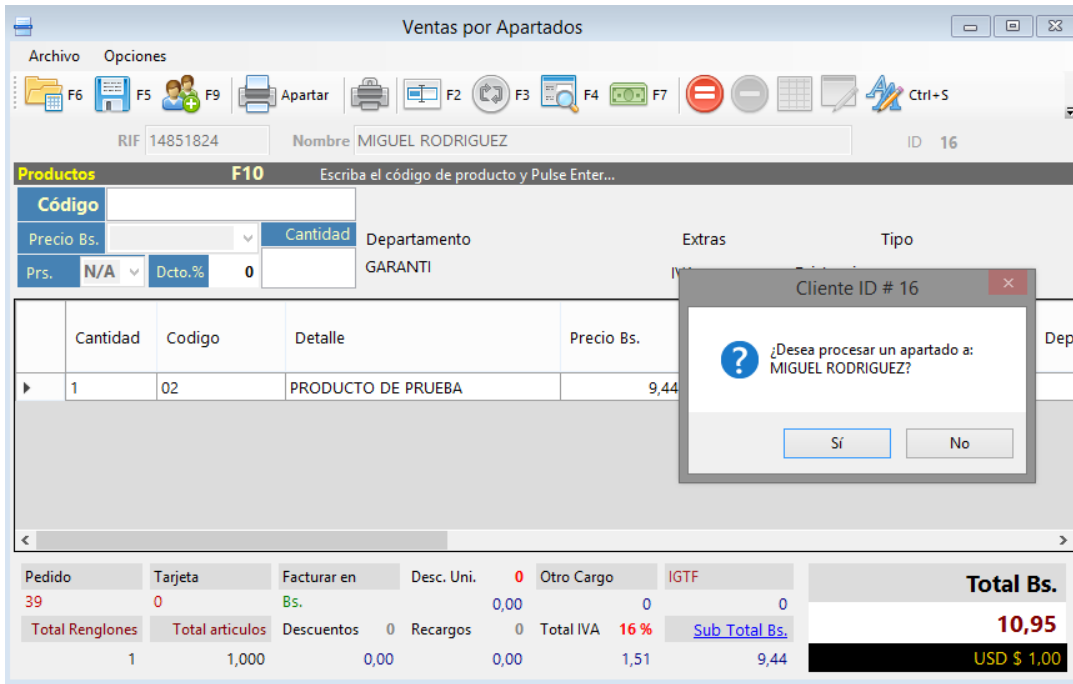 Ventas por Apartados
Archivo Opciones
F6 F5 F9 Apartar F2 F3 F4 F7 Ctrl+S
RIF 14851824 Nombre MIGUEL RODRIGUEZ ID 16
Productos F10 Escriba el código de producto y Pulse Enter...
Código
Precio Bs. Cantidad Departamento Extras Tipo
Prs. N/A Dcto.% 0 GARANTI
Cliente ID # 16
¿Desea procesar un apartado a:
MIGUEL RODRIGUEZ?
Sí No
Cantidad Codigo Detalle Precio Bs. Dep
1 02 PRODUCTO DE PRUEBA 9,44
Pedido Tarjeta Facturar en Desc. Uni. 0 Otro Cargo IGTF Total Bs.
39 0 Bs. 0,00 0 0
Total Renglones Total articulos Descuentos 0 Recargos 0 Total IVA 16 % Sub Total Bs. 10,95
1 1,000 0,00 0,00 1,51 9,44 USD $ 1,00